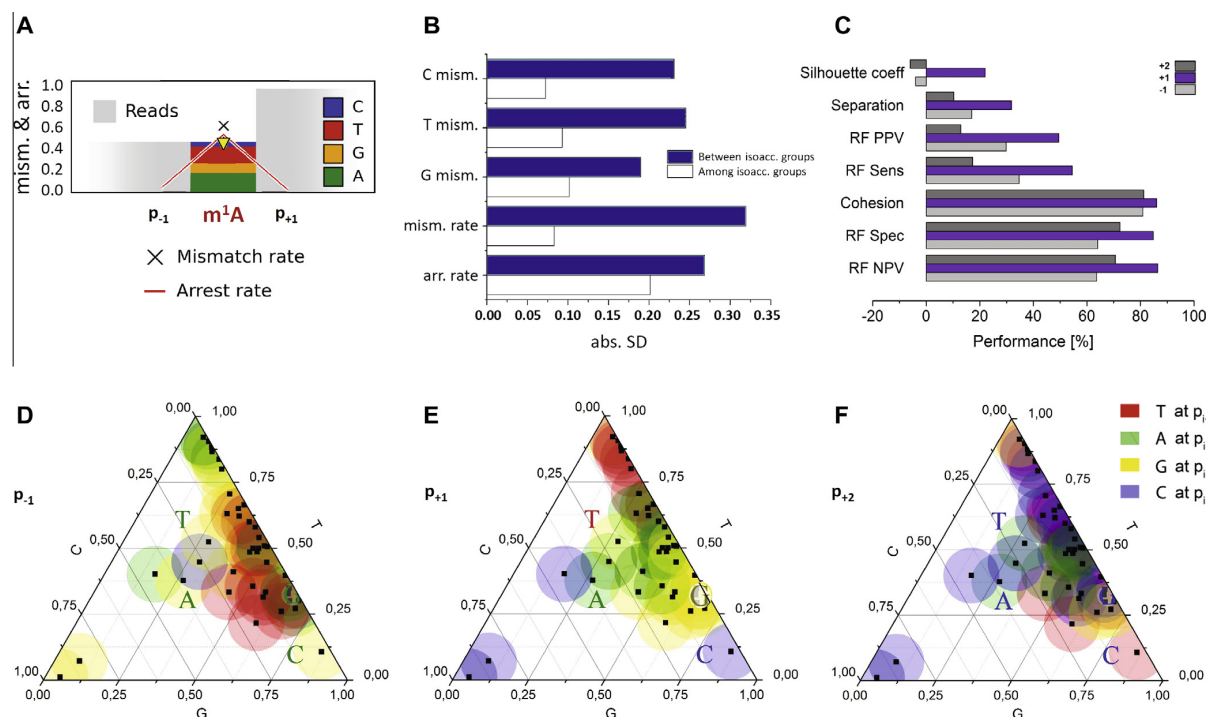 A
mism. & arr.
1.0
0.8
0.6
0.4
0.2
0.0
Reads
C
T
G
A
p-1
m1A
p+1
Mismatch rate
Arrest rate
B
C mism.
T mism.
G mism.
mism. rate
arr. rate
Between isoacc. groups
Among isoacc. groups
0.00 0.05 0.10 0.15 0.20 0.25 0.30 0.35
abs. SD
C
Silhouette coeff
Separation
RF PPV
RF Sens
Cohesion
RF Spec
RF NPV
+2
+1
-1
-20 0 20 40 60 80 100
Performance [%]
D
p-1
0,00 1,00
0,25 0,75
0,50 0,50
0,75 0,25
1,00 0,00
0,00 0,25 0,50 0,75 1,00
C
T
G
T
A
G
C
E
p+1
0,00 1,00
0,25 0,75
0,50 0,50
0,75 0,25
1,00 0,00
0,00 0,25 0,50 0,75 1,00
C
T
G
T
A
G
C
F
p+2
0,00 1,00
0,25 0,75
0,50 0,50
0,75 0,25
1,00 0,00
0,00 0,25 0,50 0,75 1,00
C
T
G
T
A
G
C
T at pi
A at pi
G at pi
C at pi